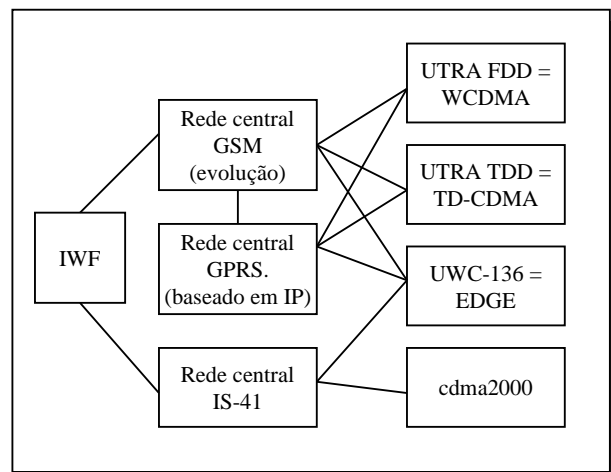 IWF
Rede central
GSM
(evolução)
Rede central
GPRS.
(baseado em IP)
Rede central
IS-41
UTRA FDD =
WCDMA
UTRA TDD =
TD-CDMA
UWC-136 =
EDGE
cdma2000